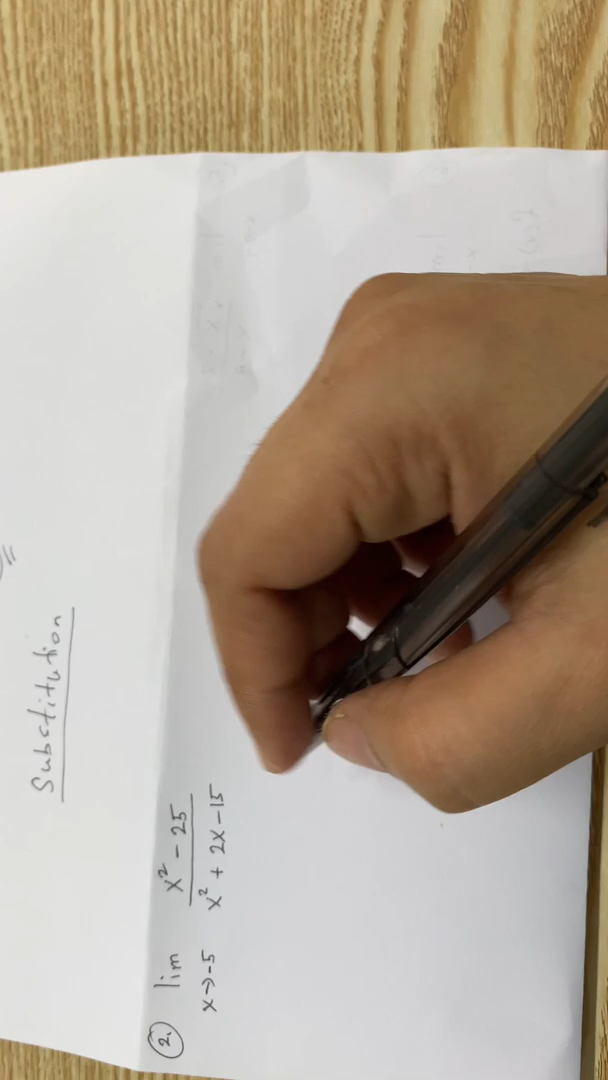 Substitution
2. lim x² - 25
x→-5 x² + 2x - 15